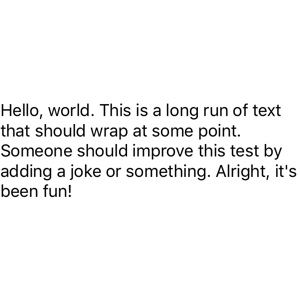 Hello, world. This is a long run of text
that should wrap at some point.
Someone should improve this test by
adding a joke or something. Alright, it's
been fun!